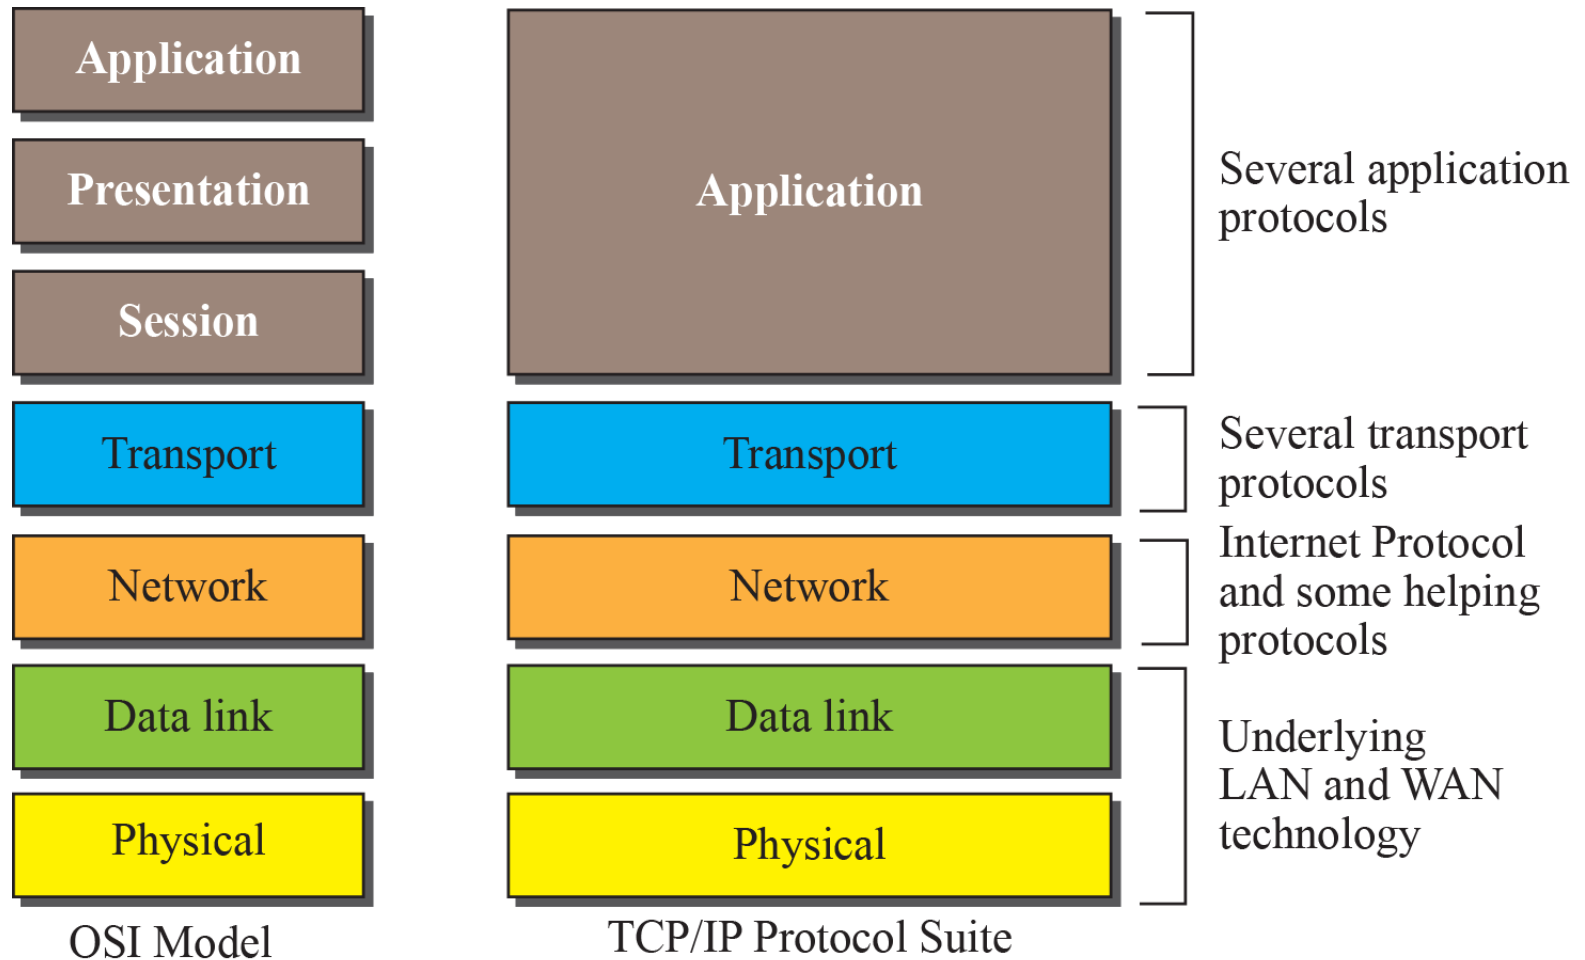 Application
Presentation
Session
Transport
Network
Data link
Physical
OSI Model
Application
Transport
Network
Data link
Physical
TCP/IP Protocol Suite
Several application
protocols
Several transport
protocols
Internet Protocol
and some helping
protocols
Underlying
LAN and WAN
technology